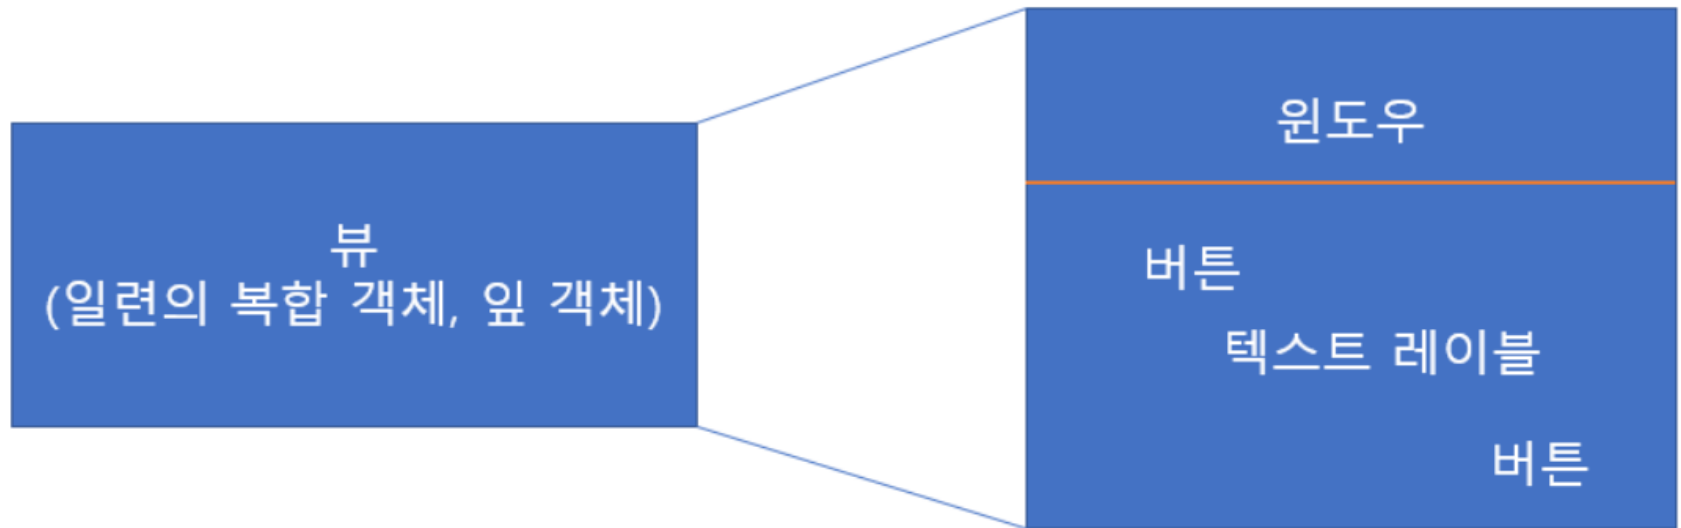 뷰
(일련의 복합 객체, 잎 객체)
윈도우
버튼
텍스트 레이블
버튼